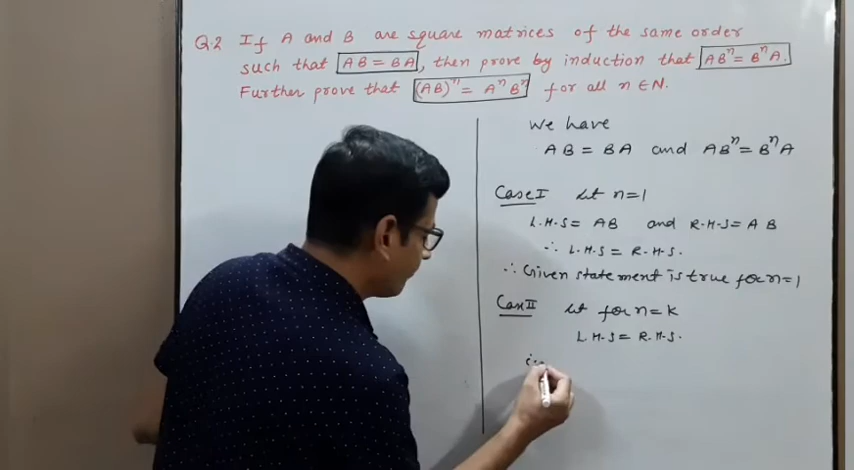 Q.2 If A and B are square matrices of the same order
such that AB = BA, then prove by induction that ABⁿ = BⁿA.
Further prove that (AB)ⁿ = AⁿBⁿ for all n ∈ N.
We have
AB = BA and ABⁿ = BⁿA
Case I Let n = 1
L.H.S = AB and R.H.S = AB
∴ L.H.S = R.H.S.
∴ Given statement is true for n = 1
Case II Let for n = k
L.H.S = R.H.S.